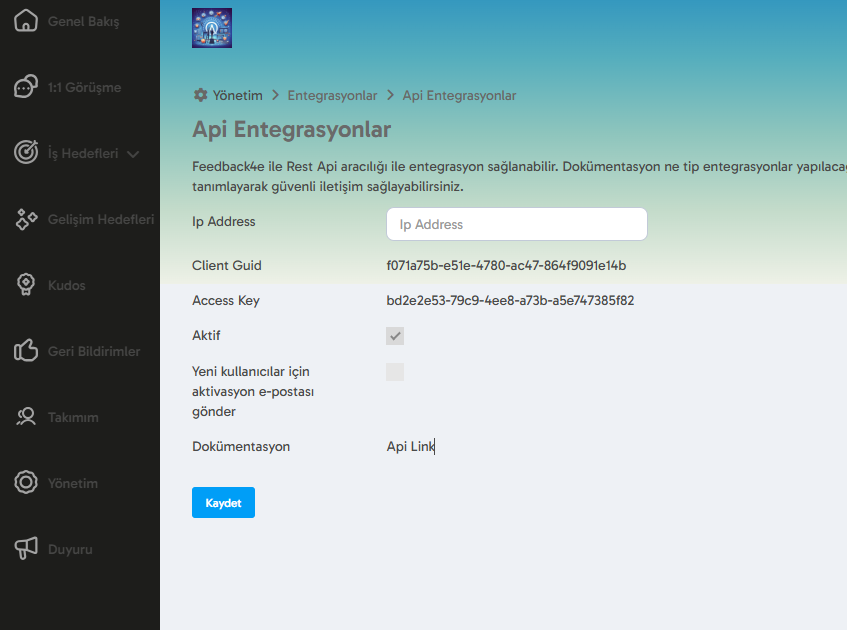 Genel Bakış
1:1 Görüşme
İş Hedefleri
Gelişim Hedefleri
Kudos
Geri Bildirimler
Takımım
Yönetim
Duyuru
Yönetim > Entegrasyonlar > Api Entegrasyonlar
Api Entegrasyonlar
Feedback4e ile Rest Api aracılığı ile entegrasyon sağlanabilir. Dokümentasyon ne tip entegrasyonlar
tanımlayarak güvenli iletişim sağlayabilirsiniz.
Ip Address
Ip Address
Client Guid
f071a75b-e51e-4780-ac47-864f9091e14b
Access Key
bd2e2e53-79c9-4ee8-a73b-a5e747385f82
Aktif
Yeni kullanıcılar için
aktivasyon e-postası
gönder
Dokümentasyon
Api Link
Kaydet